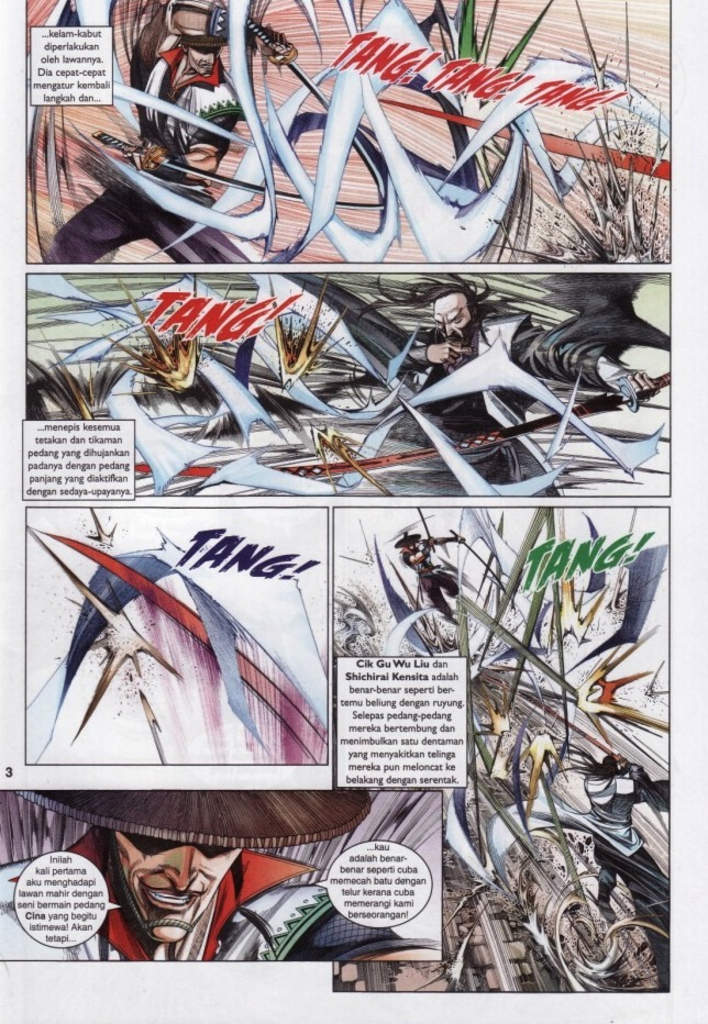 ...kelam-kabut
diperlakukan
oleh lawannya.
Dia cepat-cepat
mengatur kembali
langkah dan...
TANG! TANG! TANG!
TANG!
...menepis kesemua
tetakan dan tikaman
pedang yang dihujankan
padanya dengan pedang
panjang yang diaktifkan
dengan sedaya-upayanya.
TANG!
TANG!
Cik Gu Wu Liu dan
Shichirai Kensita adalah
benar-benar seperti ber-
temu beliung dengan ruyung.
Selepas pedang-pedang
mereka bertembung dan
menimbulkan satu dentaman
yang menyakitkan telinga
mereka pun meloncat ke
belakang dengan serentak.
3
Inilah
kali pertama
aku menghadapi
lawan mahir dengan
seni bermain pedang
Cina yang begitu
istimewa! Akan
tetapi...
...kau
adalah benar-
benar seperti cuba
memecah batu dengan
telur kerana cuba
memerangi kami
berseorangan!